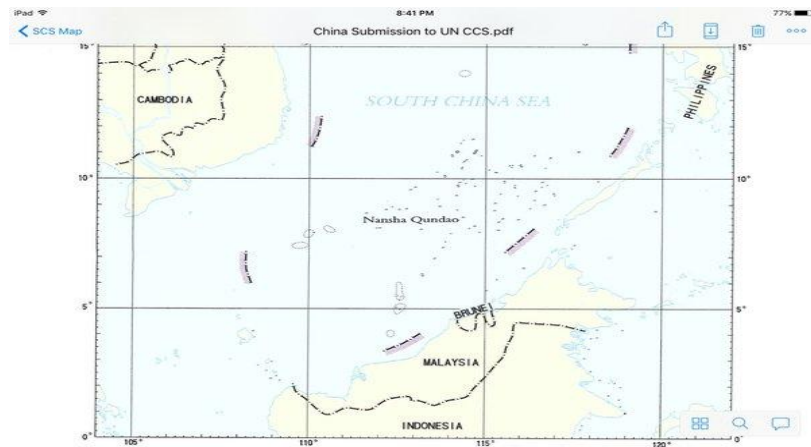 iPad 8:41 PM 77%
SCS Map China Submission to UN CCS.pdf
15° 15°
CAMBODIA
SOUTH CHINA SEA
PHILIPPINES
10° 10°
Nansha Qundao
5° 5°
BRUNEI
MALAYSIA
INDONESIA
0° 0°
105° 110° 115° 120°